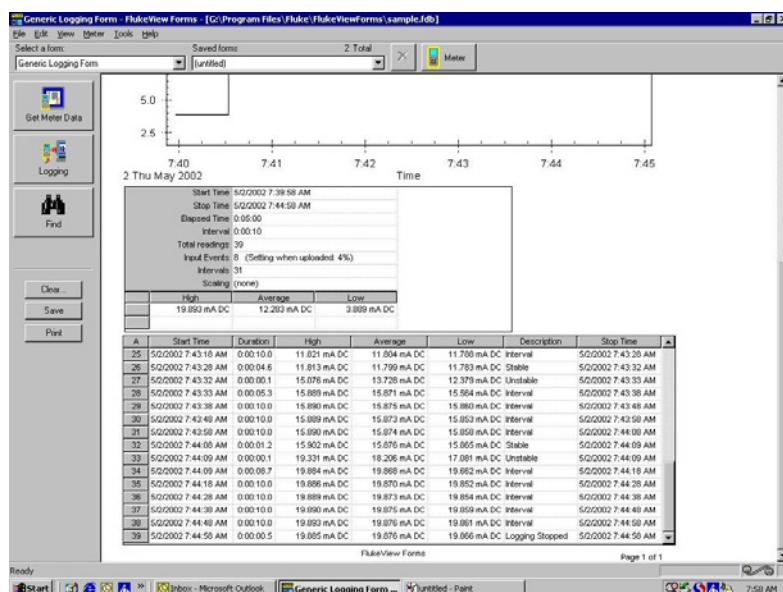 Generic Logging Form - FlukeView Forms - [G:\Program Files\Fluke\FlukeViewForms\sample.fdb]
File Edit View Meter Tools Help
Select a form: Saved forms 2 Total
Generic Logging Form (untitled) Meter
Get Meter Data
Logging
Find
Clear...
Save
Print
5.0
2.5
7:40 7:41 7:42 7:43 7:44 7:45
2 Thu May 2002 Time
Start Time 5/2/2002 7:39:58 AM
Stop Time 5/2/2002 7:44:58 AM
Elapsed Time 0:05:00
Interval 0:00:10
Total readings 39
Input Events 8 (Setting when uploaded: 4%)
Intervals 31
Scaling (none)
High Average Low
19.893 mA DC 12.283 mA DC 3.889 mA DC
A Start Time Duration High Average Low Description Stop Time
25 5/2/2002 7:43:18 AM 0:00:10.0 11.821 mA DC 11.804 mA DC 11.788 mA DC Interval 5/2/2002 7:43:28 AM
26 5/2/2002 7:43:28 AM 0:00:04.6 11.813 mA DC 11.799 mA DC 11.783 mA DC Stable 5/2/2002 7:43:32 AM
27 5/2/2002 7:43:32 AM 0:00:00.1 15.076 mA DC 13.728 mA DC 12.379 mA DC Unstable 5/2/2002 7:43:33 AM
28 5/2/2002 7:43:33 AM 0:00:05.3 15.889 mA DC 15.871 mA DC 15.564 mA DC Interval 5/2/2002 7:43:38 AM
29 5/2/2002 7:43:38 AM 0:00:10.0 15.890 mA DC 15.875 mA DC 15.860 mA DC Interval 5/2/2002 7:43:48 AM
30 5/2/2002 7:43:48 AM 0:00:10.0 15.889 mA DC 15.873 mA DC 15.853 mA DC Interval 5/2/2002 7:43:58 AM
31 5/2/2002 7:43:58 AM 0:00:10.0 15.890 mA DC 15.874 mA DC 15.858 mA DC Interval 5/2/2002 7:44:08 AM
32 5/2/2002 7:44:08 AM 0:00:01.2 15.902 mA DC 15.876 mA DC 15.865 mA DC Stable 5/2/2002 7:44:09 AM
33 5/2/2002 7:44:09 AM 0:00:00.1 19.331 mA DC 18.206 mA DC 17.081 mA DC Unstable 5/2/2002 7:44:09 AM
34 5/2/2002 7:44:09 AM 0:00:08.7 19.884 mA DC 19.868 mA DC 19.662 mA DC Interval 5/2/2002 7:44:18 AM
35 5/2/2002 7:44:18 AM 0:00:10.0 19.886 mA DC 19.870 mA DC 19.852 mA DC Interval 5/2/2002 7:44:28 AM
36 5/2/2002 7:44:28 AM 0:00:10.0 19.889 mA DC 19.873 mA DC 19.854 mA DC Interval 5/2/2002 7:44:38 AM
37 5/2/2002 7:44:38 AM 0:00:10.0 19.890 mA DC 19.875 mA DC 19.859 mA DC Interval 5/2/2002 7:44:48 AM
38 5/2/2002 7:44:48 AM 0:00:10.0 19.893 mA DC 19.876 mA DC 19.861 mA DC Interval 5/2/2002 7:44:58 AM
39 5/2/2002 7:44:58 AM 0:00:00.5 19.885 mA DC 19.876 mA DC 19.866 mA DC Logging Stopped 5/2/2002 7:44:58 AM
FlukeView Forms Page 1 of 1
Ready
Start Inbox - Microsoft Outlook Generic Logging Form ... untitled - Paint 7:58 AM